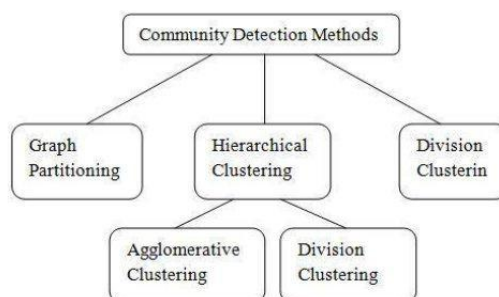 Community Detection Methods
Graph
Partitioning
Hierarchical
Clustering
Division
Clusterin
Agglomerative
Clustering
Division
Clustering